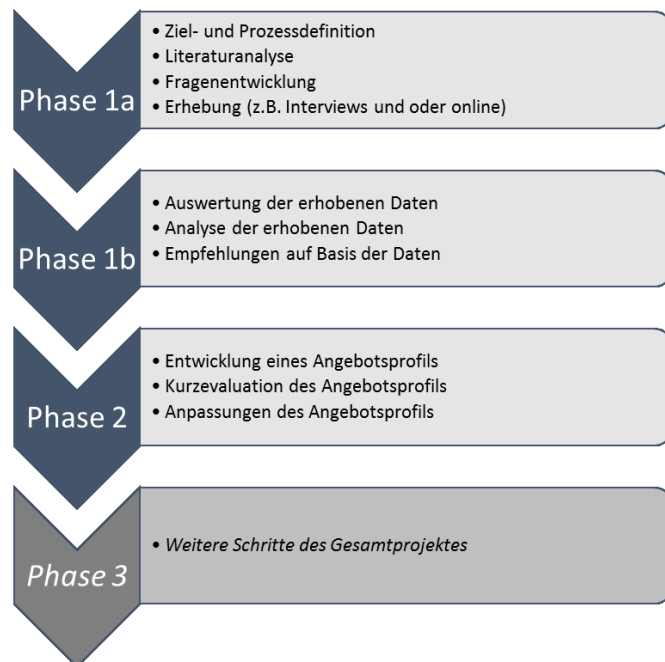 Phase 1a
• Ziel- und Prozessdefinition
• Literaturanalyse
• Fragenentwicklung
• Erhebung (z.B. Interviews und oder online)
Phase 1b
• Auswertung der erhobenen Daten
• Analyse der erhobenen Daten
• Empfehlungen auf Basis der Daten
Phase 2
• Entwicklung eines Angebotsprofils
• Kurzevaluation des Angebotsprofils
• Anpassungen des Angebotsprofils
Phase 3
• Weitere Schritte des Gesamtprojektes